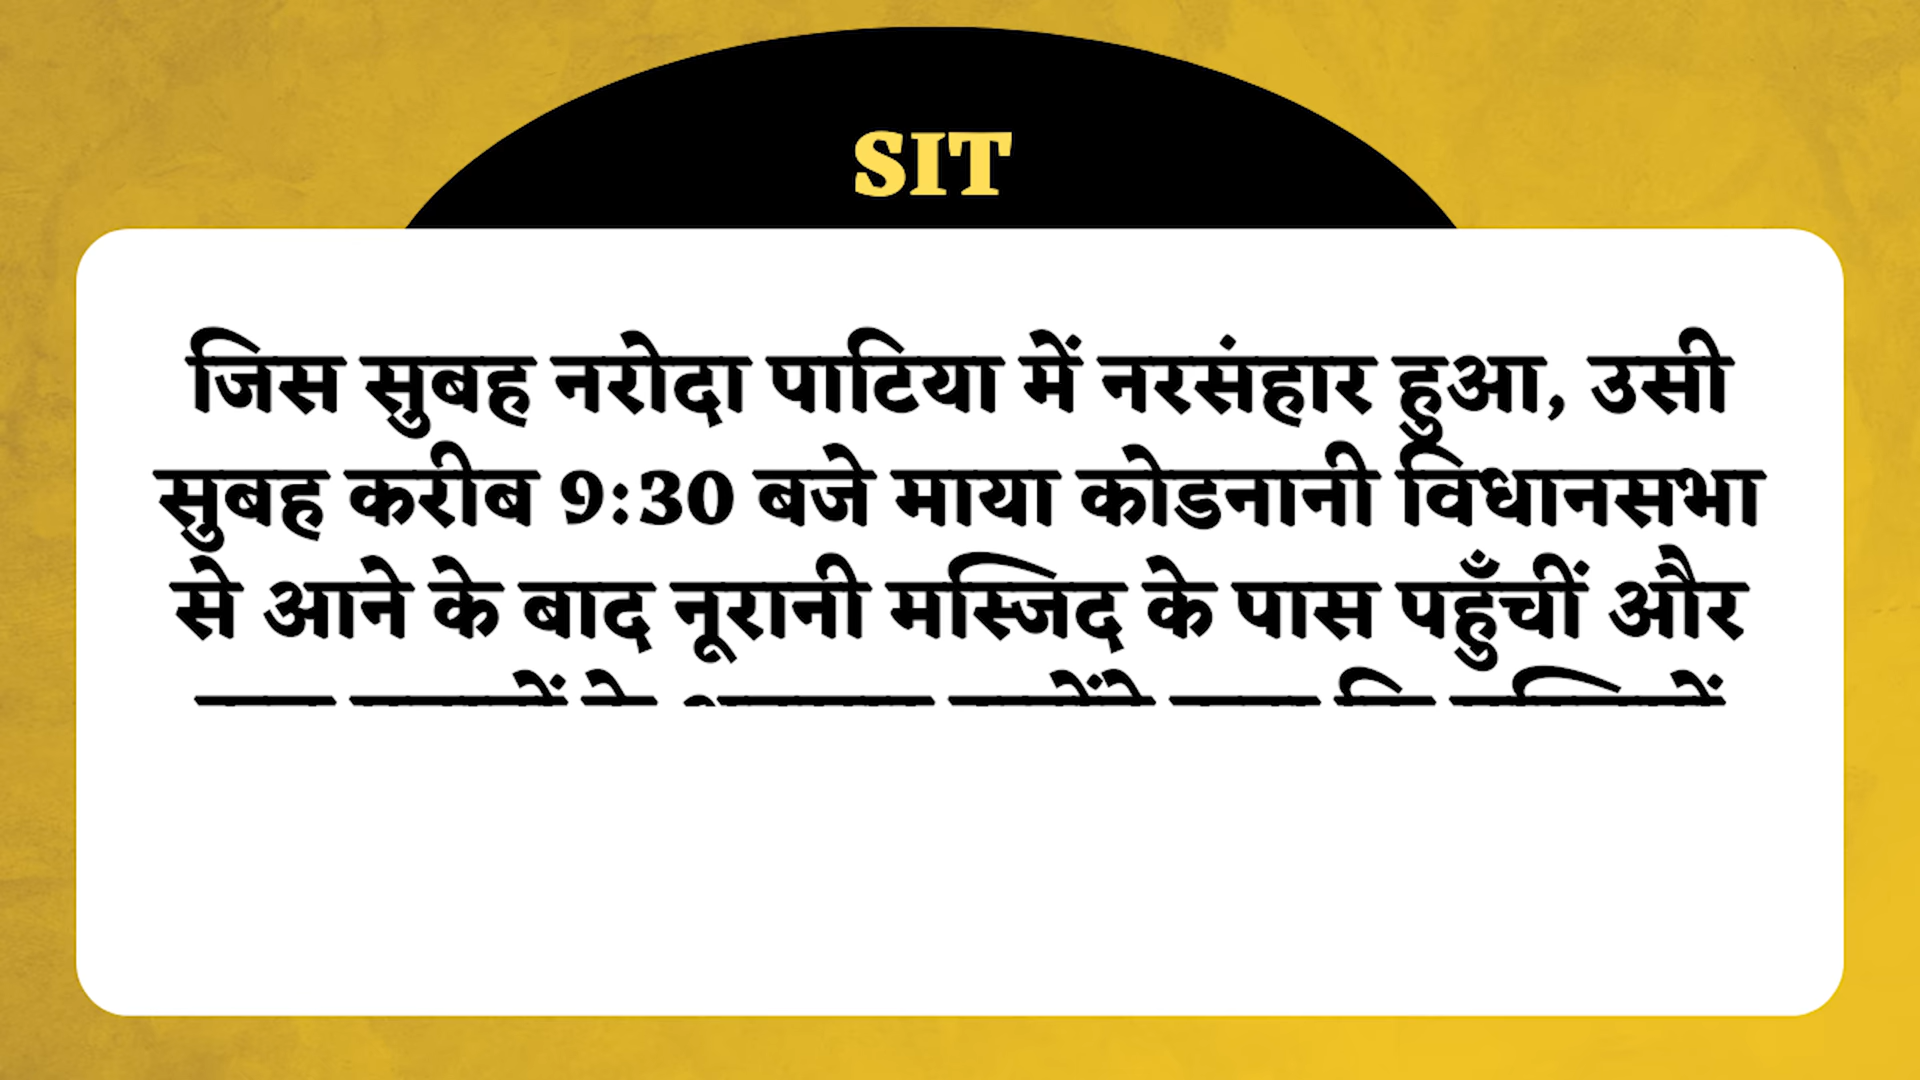 SIT
जिस सुबह नरोदा पाटिया में नरसंहार हुआ, उसी
सुबह करीब 9:30 बजे माया कोडनानी विधानसभा
से आने के बाद नूरानी मस्जिद के पास पहुँचीं और